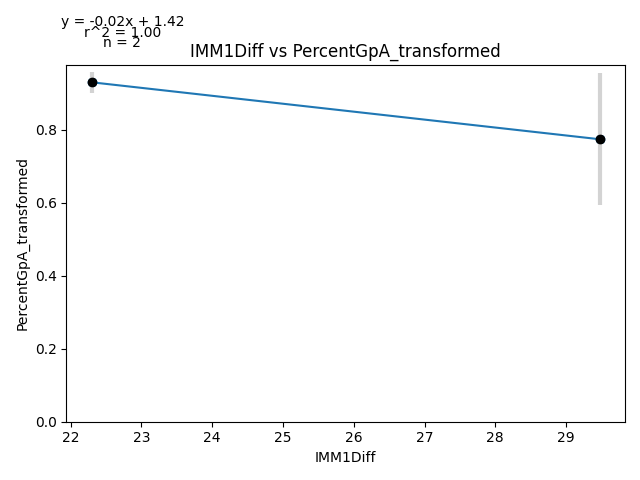 y = -0.02x + 1.42
r^2 = 1.00
n = 2
IMM1Diff vs PercentGpA_transformed
PercentGpA_transformed
0.8
0.6
0.4
0.2
0.0
22 23 24 25 26 27 28 29
IMM1Diff